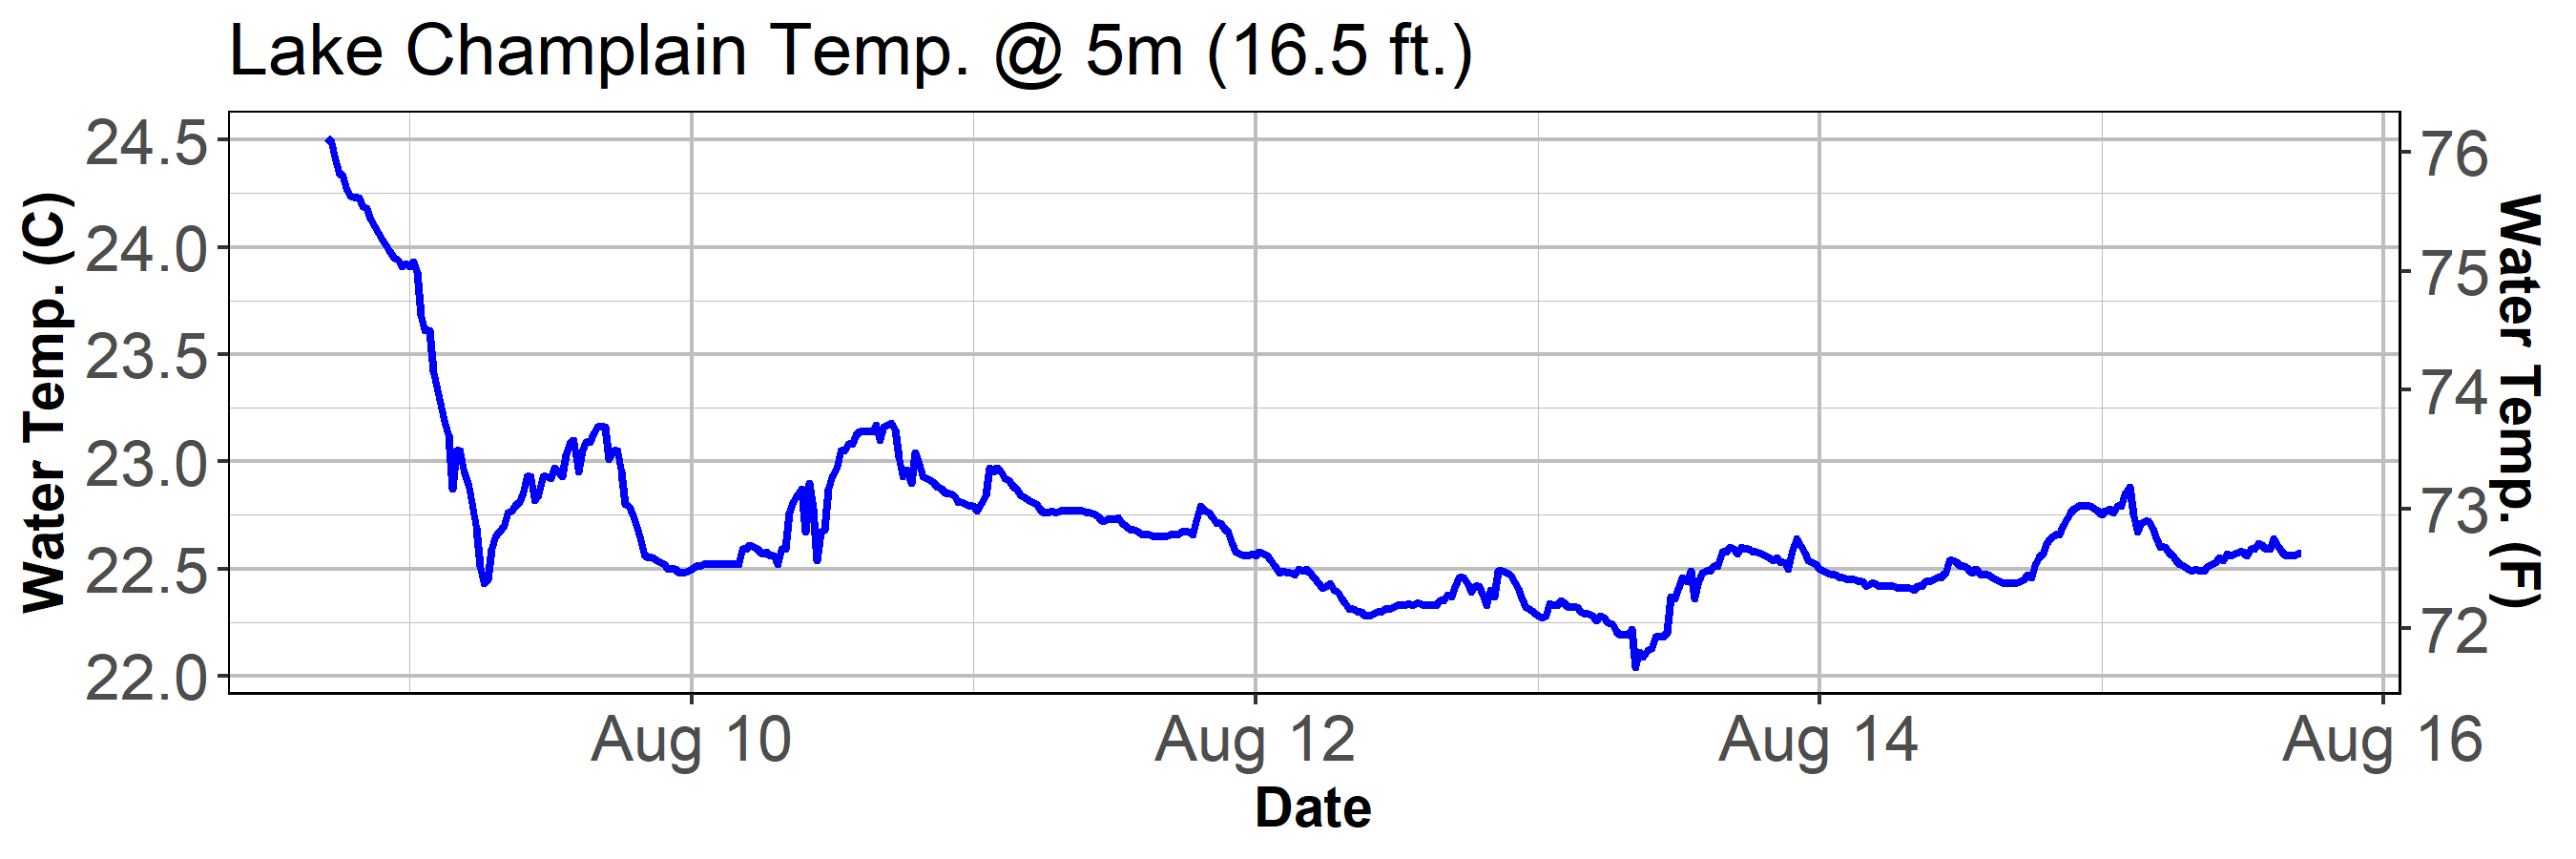 Lake Champlain Temp. @ 5m (16.5 ft.)
Water Temp. (C)
24.5
24.0
23.5
23.0
22.5
22.0
76
75
74
73
72
Water Temp. (F)
Aug 10
Aug 12
Aug 14
Aug 16
Date